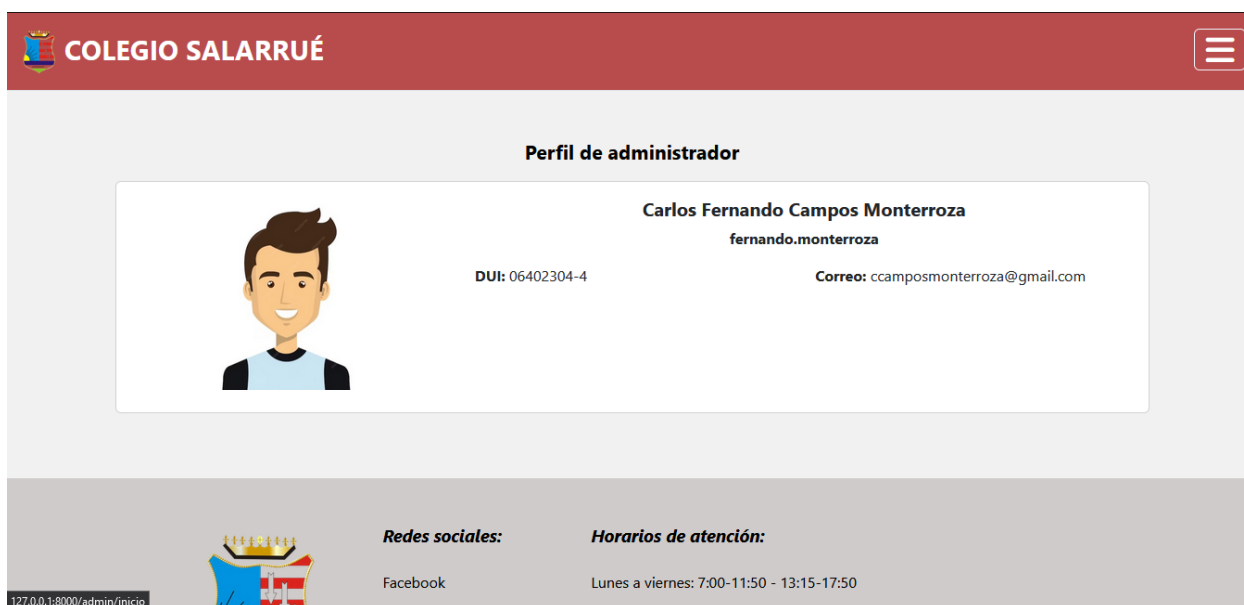 COLEGIO SALARRUÉ
Perfil de administrador
Carlos Fernando Campos Monterroza
fernando.monterroza
DUI: 06402304-4 Correo: ccamposmonterroza@gmail.com
Redes sociales: Horarios de atención:
Facebook Lunes a viernes: 7:00-11:50 - 13:15-17:50
127.0.0.1:8000/admin/inicio